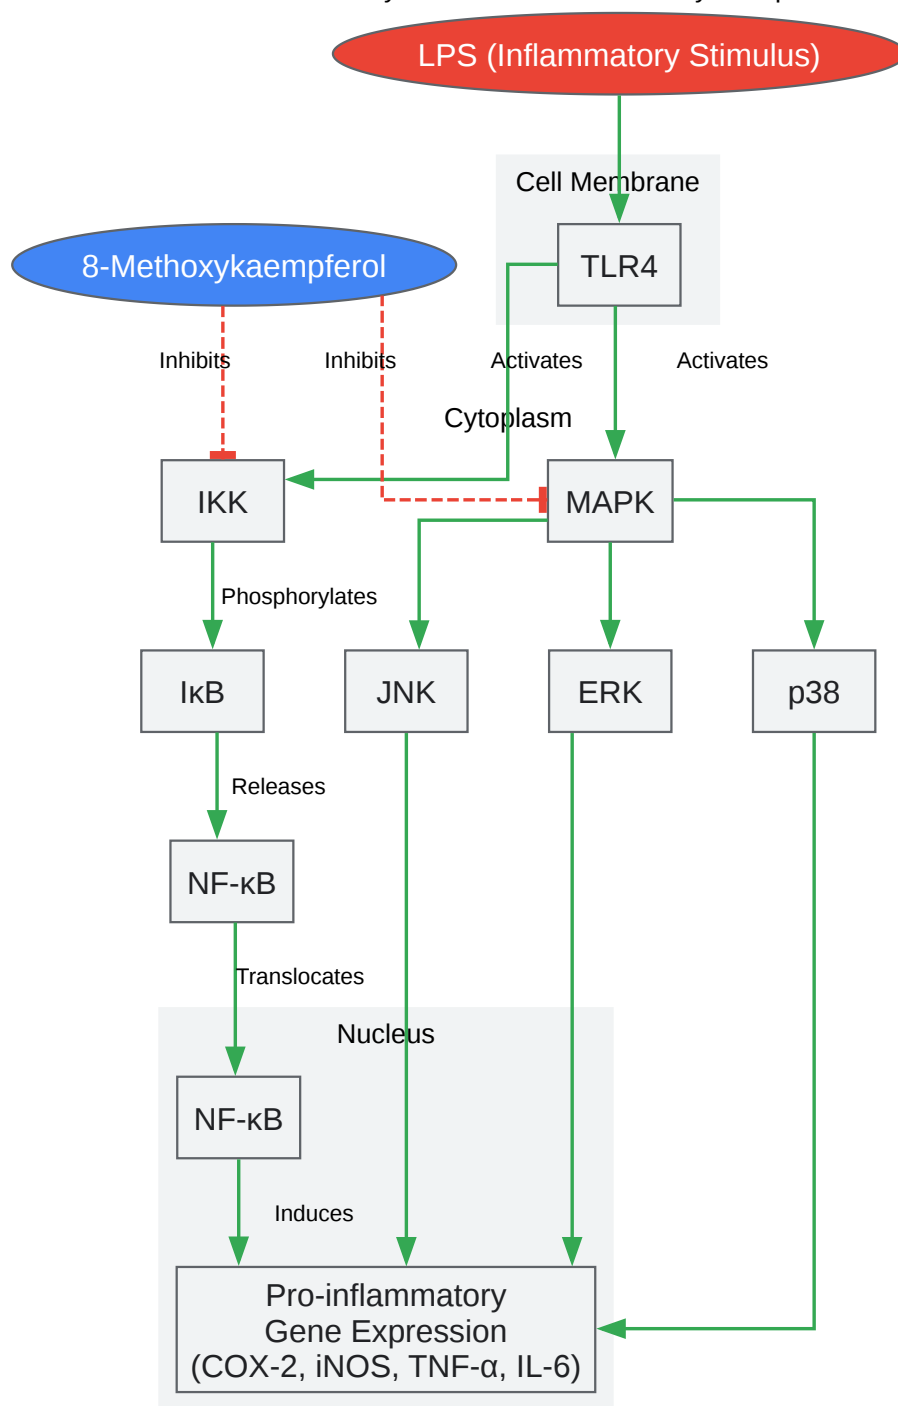 LPS (Inflammatory Stimulus)
Cell Membrane
8-Methoxykaempferol
TLR4
Inhibits
Inhibits
Activates
Activates
Cytoplasm
IKK
MAPK
Phosphorylates
IκB
JNK
ERK
p38
Releases
NF-κB
Translocates
Nucleus
NF-κB
Induces
Pro-inflammatory
Gene Expression
(COX-2, iNOS, TNF-α, IL-6)